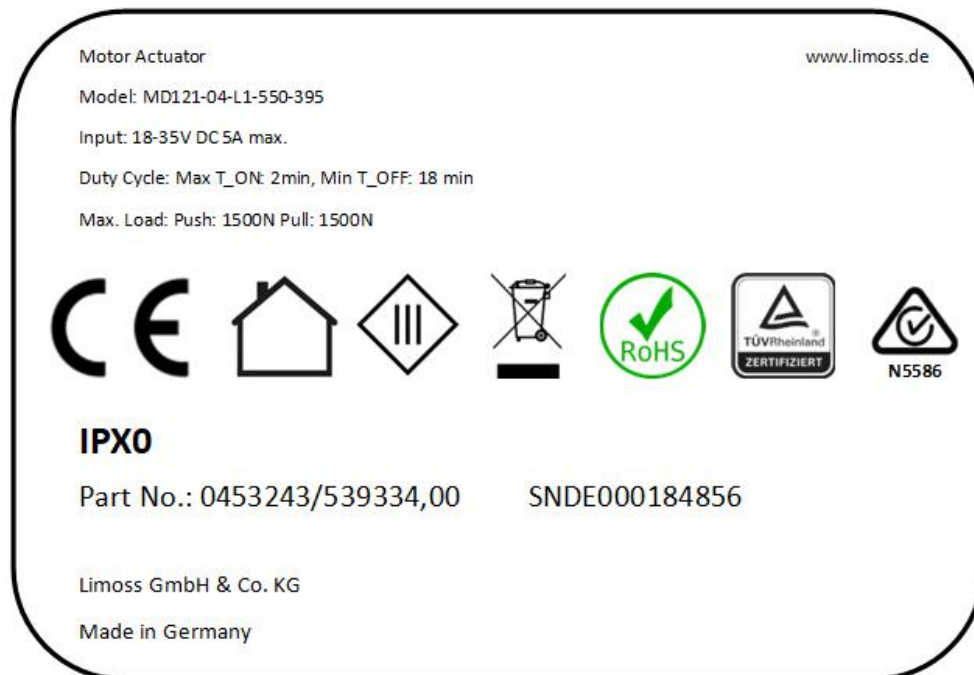 Motor Actuator www.limoss.de
Model: MD121-04-L1-550-395
Input: 18-35V DC 5A max.
Duty Cycle: Max T_ON: 2min, Min T_OFF: 18 min
Max. Load: Push: 1500N Pull: 1500N
CE III RoHS TÜVRheinland ® ZERTIFIZIERT
N5586
IPX0
Part No.: 0453243/539334,00 SNDE000184856
Limoss GmbH & Co. KG
Made in Germany